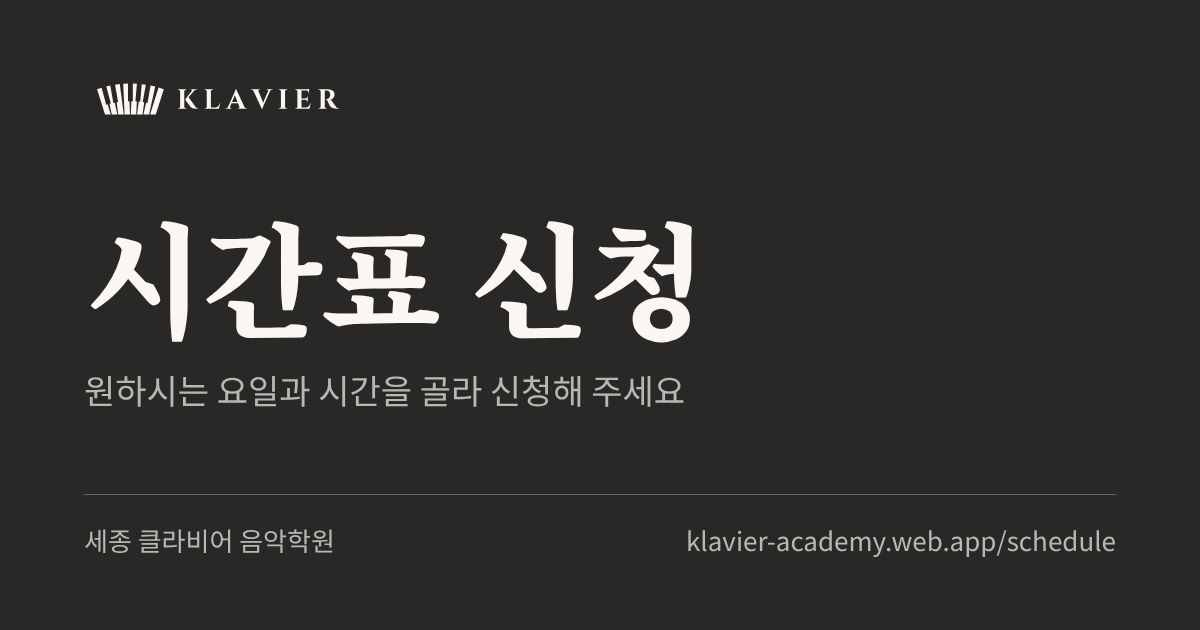 KLAVIER
시간표 신청
원하시는 요일과 시간을 골라 신청해 주세요
세종 클라비어 음악학원
klavier-academy.web.app/schedule